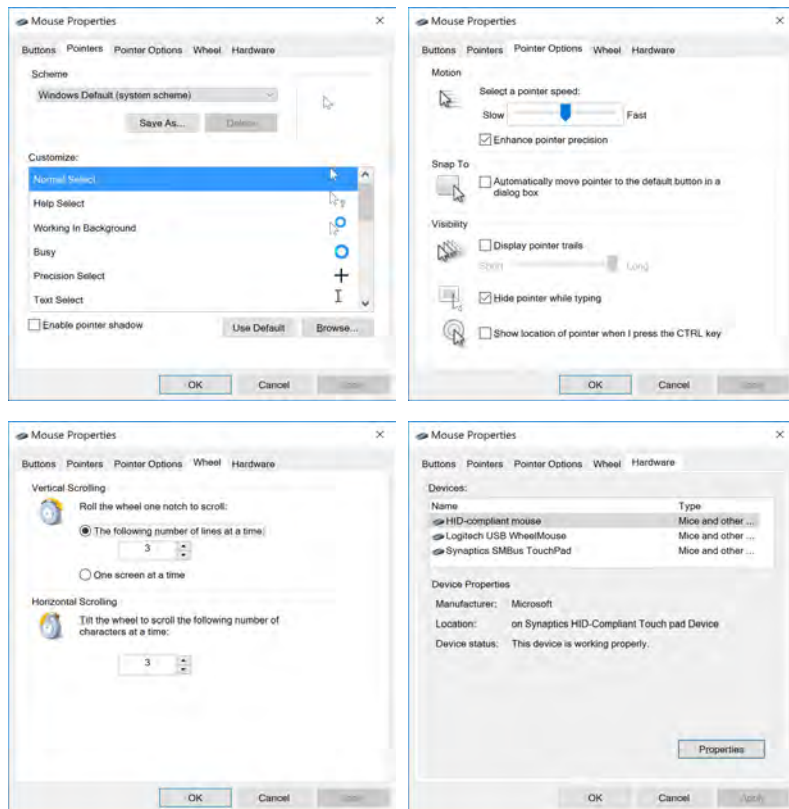 Mouse Properties
Buttons Pointers Pointer Options Wheel Hardware
Scheme
Windows Default (system scheme)
Save As... Delete
Customize:
Normal Select
Help Select
Working In Background
Busy
Precision Select
Text Select
Enable pointer shadow
Use Default Browse...
OK Cancel Apply
Mouse Properties
Buttons Pointers Pointer Options Wheel Hardware
Motion
Select a pointer speed:
Slow Fast
Enhance pointer precision
Snap To
Automatically move pointer to the default button in a
dialog box
Visibility
Display pointer trails
Short Long
Hide pointer while typing
Show location of pointer when I press the CTRL key
OK Cancel Apply
Mouse Properties
Buttons Pointers Pointer Options Wheel Hardware
Vertical Scrolling
Roll the wheel one notch to scroll:
The following number of lines at a time:
3
One screen at a time
Horizontal Scrolling
Tilt the wheel to scroll the following number of
characters at a time:
3
OK Cancel Apply
Mouse Properties
Buttons Pointers Pointer Options Wheel Hardware
Devices:
Name Type
HID-compliant mouse Mice and other ...
Logitech USB WheelMouse Mice and other ...
Synaptics SMBus TouchPad Mice and other ...
Device Properties
Manufacturer: Microsoft
Location: on Synaptics HID-Compliant Touch pad Device
Device status: This device is working properly.
Properties
OK Cancel Apply